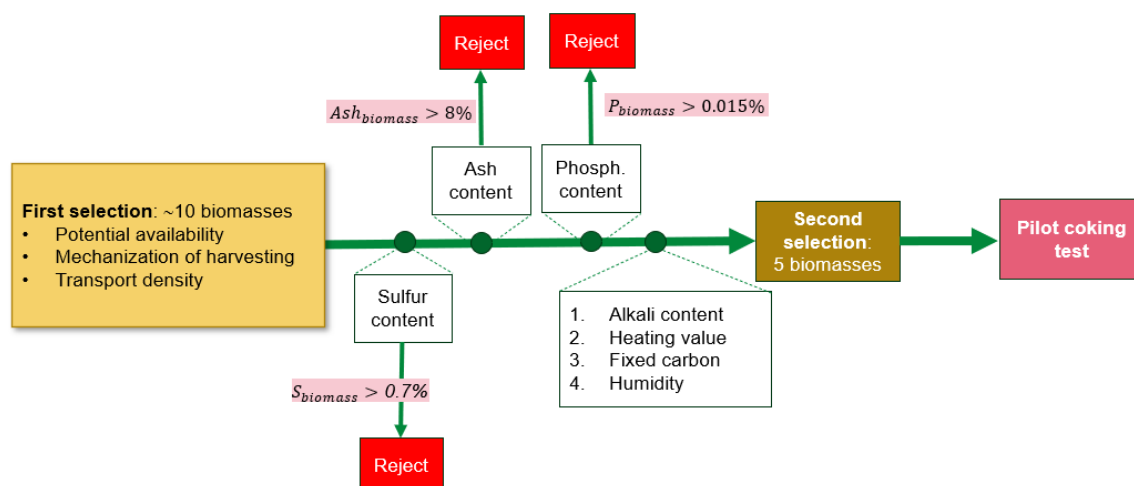 Reject
Reject
Ash_biomass > 8%
P_biomass > 0.015%
Ash
content
Phosph.
content
First selection: ~10 biomasses
• Potential availability
• Mechanization of harvesting
• Transport density
Second
selection:
5 biomasses
Pilot coking
test
Sulfur
content
1. Alkali content
2. Heating value
3. Fixed carbon
4. Humidity
S_biomass > 0.7%
Reject